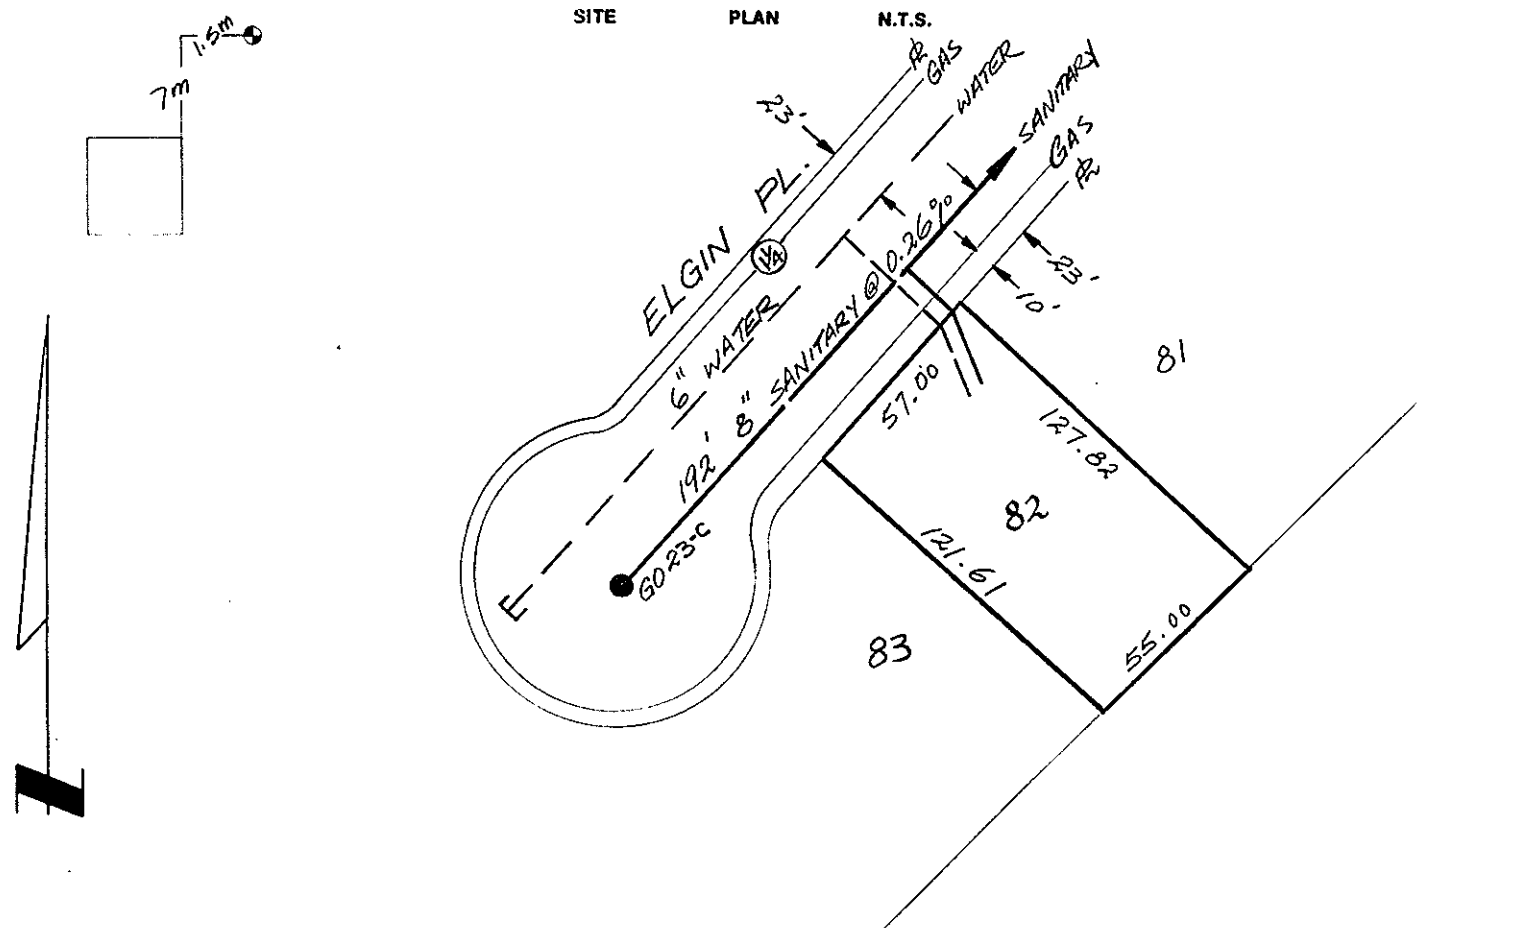 SITE PLAN N.T.S.
1.5m
7m
GAS
WATER
SANITARY
GAS
23'
ELGIN PL.
6" WATER
192' 8" SANITARY @ 0.26%
23'
10'
81
57.00
127.82
82
121.61
55.00
83
G023-C
N